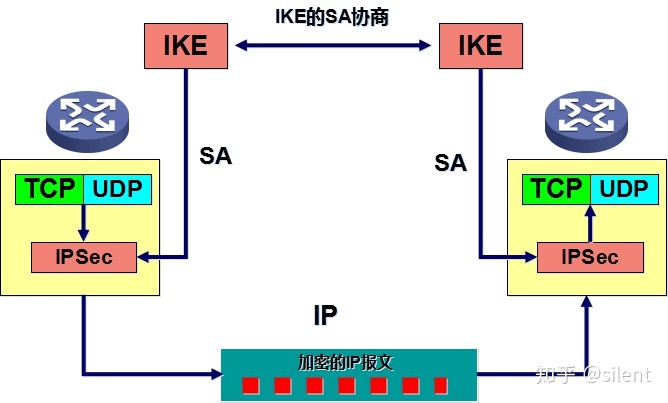 IKE的SA协商
IKE
IKE
SA
SA
TCP
UDP
TCP
UDP
IPSec
IPSec
IP
加密的IP报文
知乎 @silent